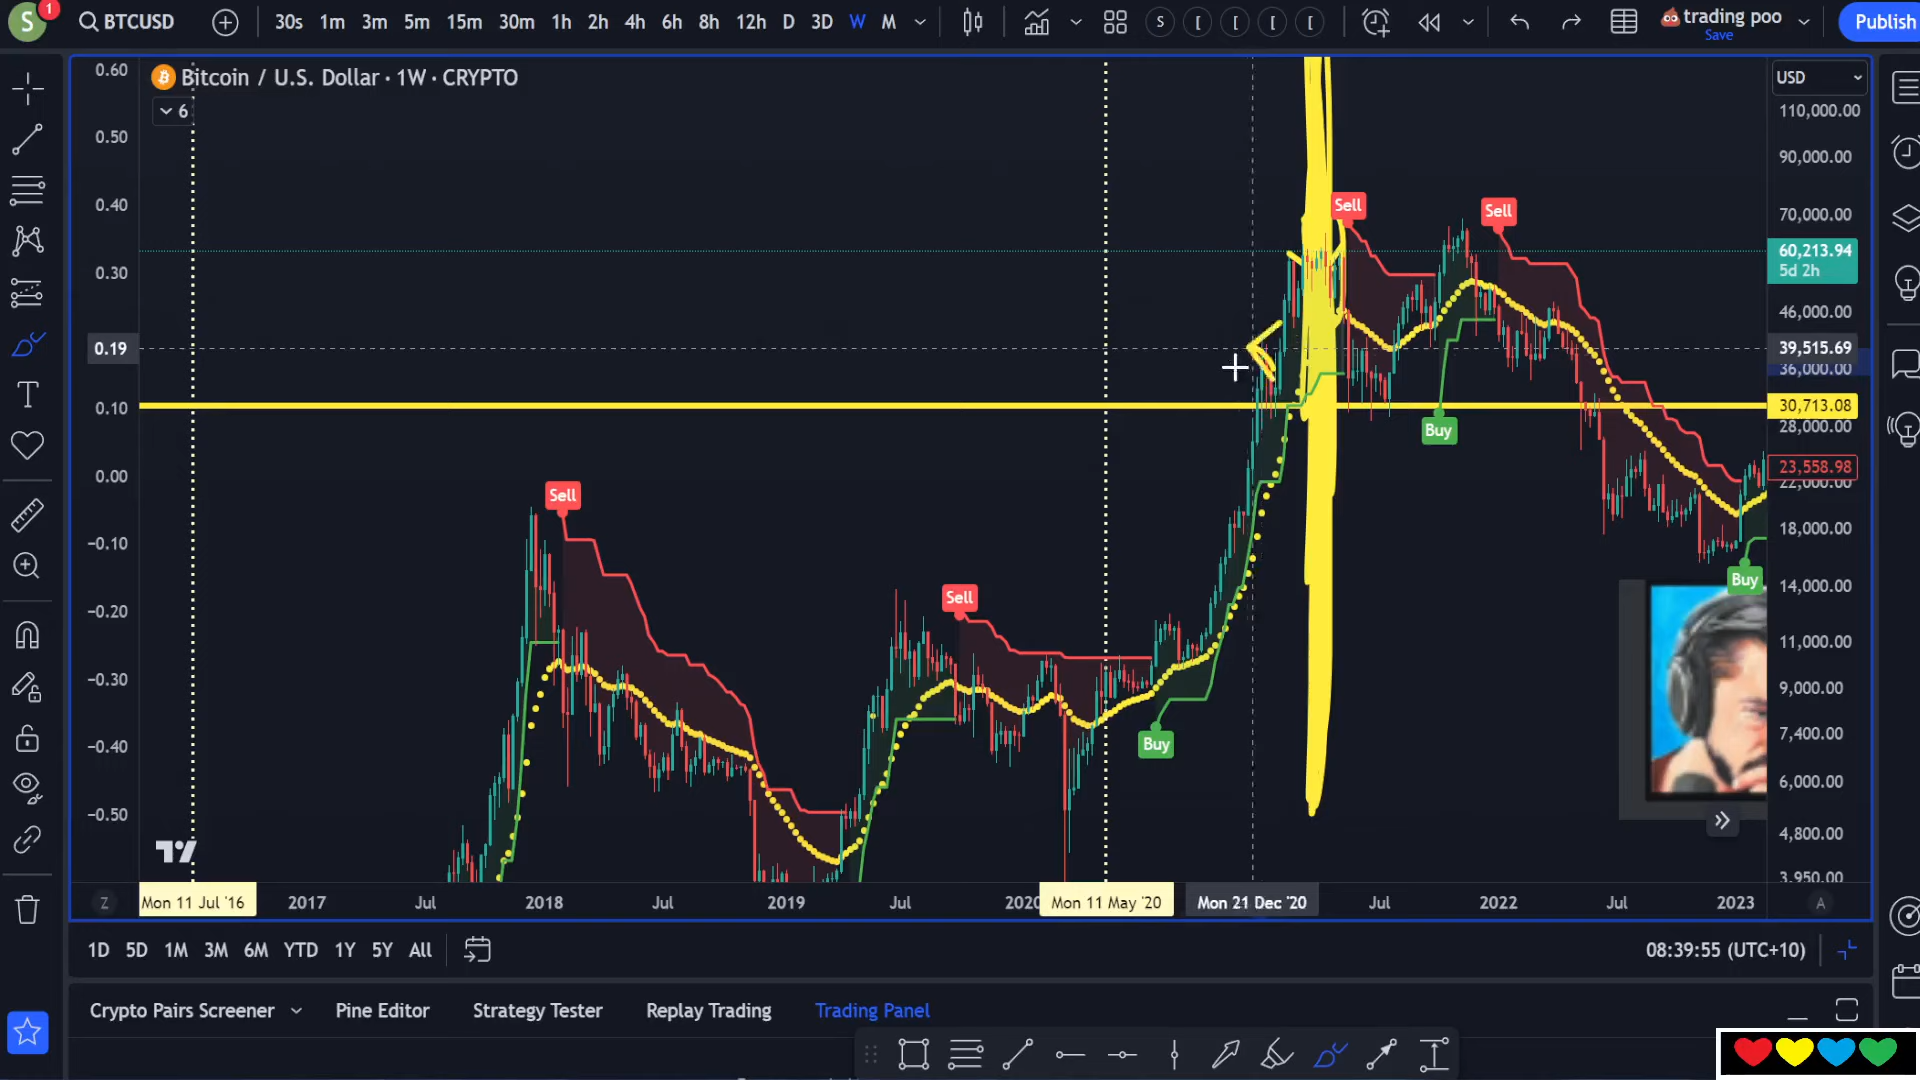 S 1 BTCUSD 30s 1m 3m 5m 15m 30m 1h 2h 4h 6h 8h 12h D 3D W M S [ [ [ [ trading poo Save Publish
Bitcoin / U.S. Dollar · 1W · CRYPTO
6
USD
0.60
0.50
0.40
0.30
0.19
0.10
0.00
−0.10
−0.20
−0.30
−0.40
−0.50
Sell
Sell
Sell
Sell
Buy
Buy
Buy
110,000.00
90,000.00
70,000.00
60,213.94
5d 2h
46,000.00
39,515.69
36,000.00
30,713.08
28,000.00
23,558.98
22,000.00
18,000.00
14,000.00
11,000.00
9,000.00
7,400.00
6,000.00
4,800.00
3,950.00
Z Mon 11 Jul '16 2017 Jul 2018 Jul 2019 Jul 2020 Mon 11 May '20 Mon 21 Dec '20 Jul 2022 Jul 2023 A
1D 5D 1M 3M 6M YTD 1Y 5Y All 08:39:55 (UTC+10)
Crypto Pairs Screener Pine Editor Strategy Tester Replay Trading Trading Panel